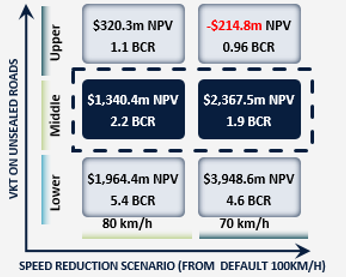 VKT ON UNSEALED ROADS
Upper
$320.3m NPV
1.1 BCR
-$214.8m NPV
0.96 BCR
Middle
$1,340.4m NPV
2.2 BCR
$2,367.5m NPV
1.9 BCR
Lower
$1,964.4m NPV
5.4 BCR
$3,948.6m NPV
4.6 BCR
80 km/h
70 km/h
SPEED REDUCTION SCENARIO (FROM DEFAULT 100KM/H)